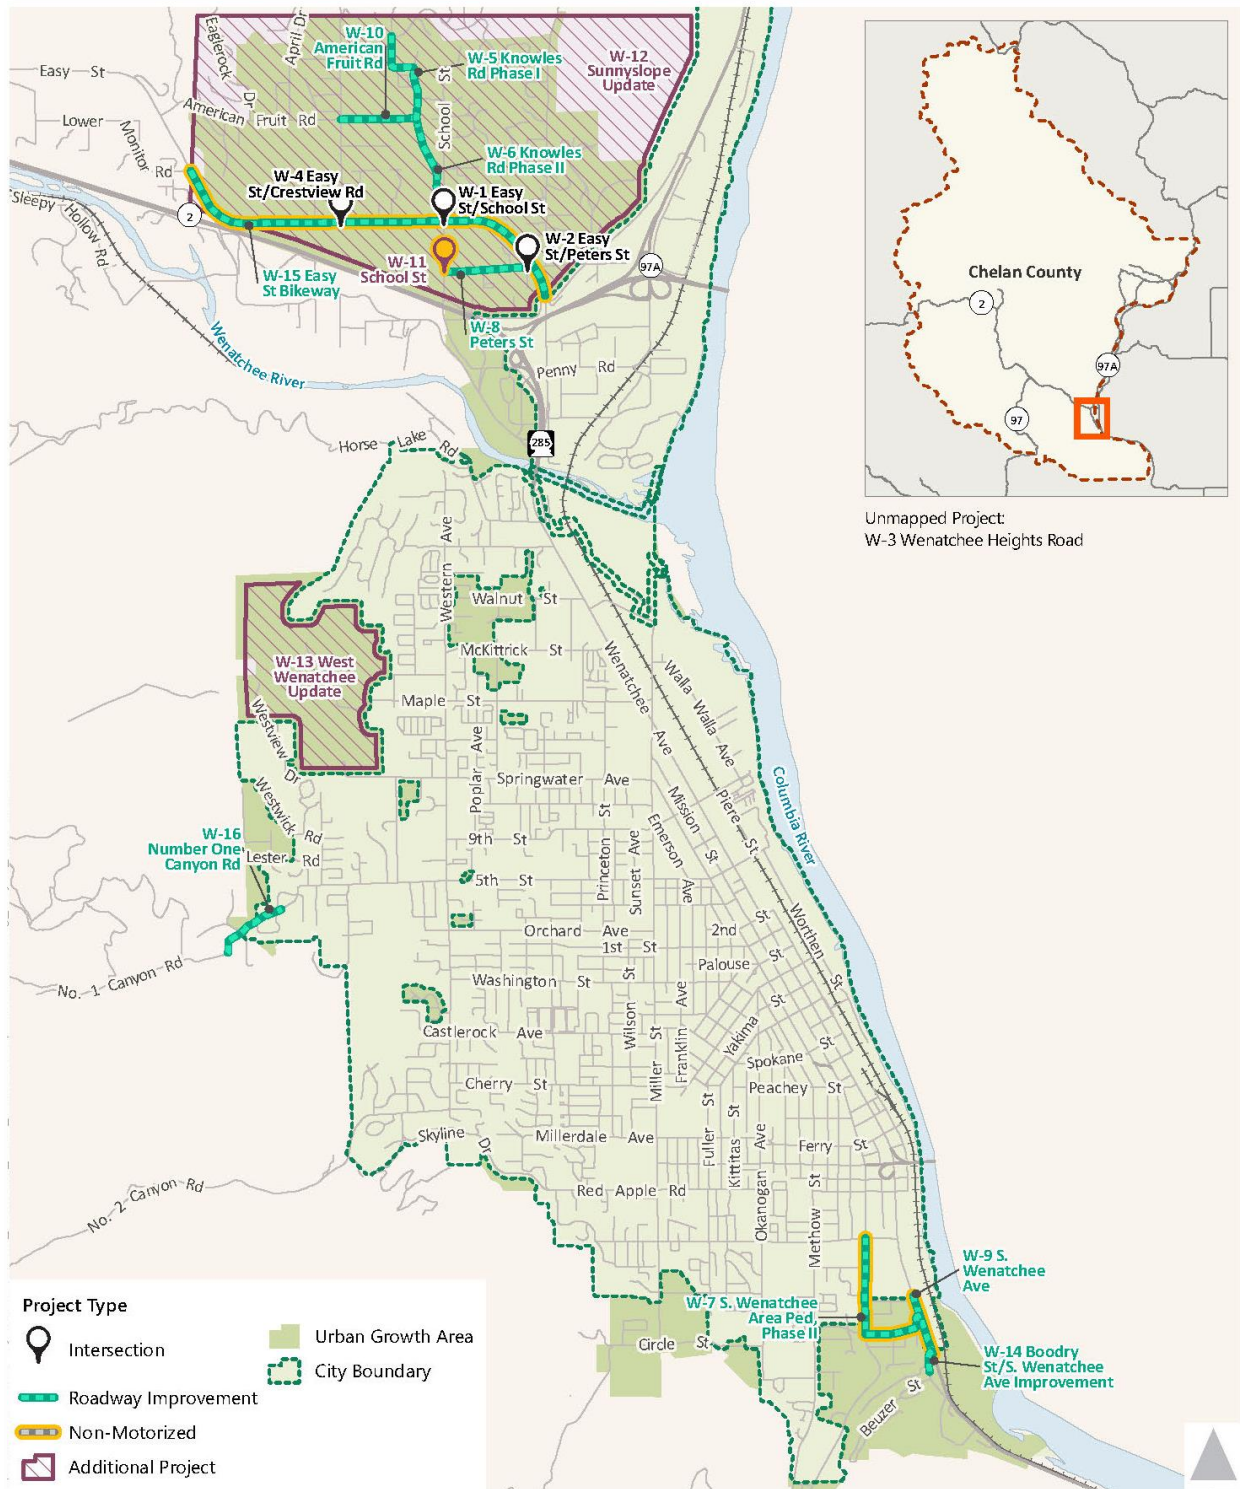 W-10
American
Fruit Rd
W-5 Knowles
Rd Phase I
W-12
Sunnyslope
Update
Eaglerock
Dr
April Dr
School St
Easy St
Lower
Monitor
Rd
American Fruit Rd
W-6 Knowles
Rd Phase II
W-4 Easy
St/Crestview Rd
W-1 Easy
St/School St
W-2 Easy
St/Peters St
Sleepy Hollow Rd
2
W-15 Easy
St Bikeway
W-11
School St
97A
W-8
Peters St
Wenatchee River
Penny Rd
285
Horse Lake Rd
Chelan County
2
97A
97
Unmapped Project:
W-3 Wenatchee Heights Road
Western Ave
Walnut St
McKittrick St
W-13 West
Wenatchee
Update
Maple St
Wenatchee Ave
Walla Walla Ave
Westview Dr
Poplar Ave
Springwater Ave
Columbia River
Westwick Rd
Mission St
Piere St
W-16
Number One
Canyon Rd
Lester Rd
9th St
Princeton St
Sunset Ave
Emerson Ave
5th St
Orchard Ave
1st St
2nd St
Worthen St
No. 1 Canyon Rd
Washington St
Palouse St
Castlerock Ave
Wilson St
Miller St
Franklin Ave
Yakima St
Spokane St
Cherry St
Peachey St
Skyline Dr
Millerdale Ave
Fuller St
Kittitas St
Okanogan Ave
Ferry St
Methow St
No. 2 Canyon Rd
Red Apple Rd
W-9 S.
Wenatchee
Ave
W-7 S. Wenatchee
Area Ped,
Phase II
Circle St
W-14 Boodry
St/S. Wenatchee
Ave Improvement
Beuzer St
Project Type
Intersection
Roadway Improvement
Non-Motorized
Additional Project
Urban Growth Area
City Boundary